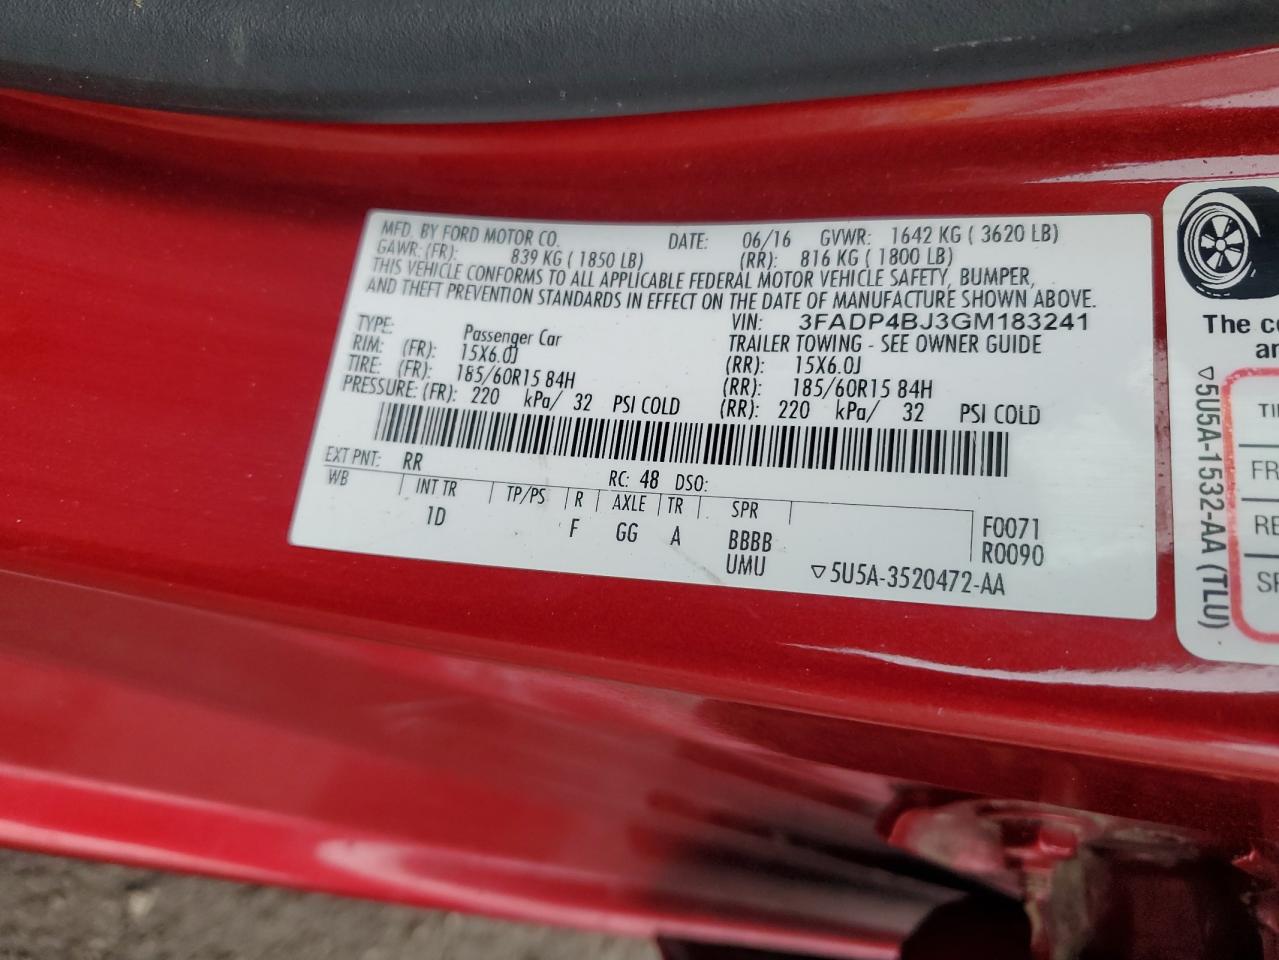 MFD. BY FORD MOTOR CO. DATE: 06/16 GVWR: 1642 KG ( 3620 LB)
GAWR: (FR): 839 KG ( 1850 LB) (RR): 816 KG ( 1800 LB)
THIS VEHICLE CONFORMS TO ALL APPLICABLE FEDERAL MOTOR VEHICLE SAFETY, BUMPER,
AND THEFT PREVENTION STANDARDS IN EFFECT ON THE DATE OF MANUFACTURE SHOWN ABOVE.
VIN: 3FADP4BJ3GM183241
TYPE: Passenger Car TRAILER TOWING - SEE OWNER GUIDE
RIM: (FR): 15X6.0J (RR): 15X6.0J
TIRE: (FR): 185/60R15 84H (RR): 185/60R15 84H
PRESSURE: (FR): 220 kPa/ 32 PSI COLD (RR): 220 kPa/ 32 PSI COLD
EXT PNT: RR RC: 48 DSO:
WB INT TR TP/PS R AXLE TR SPR
1D F GG A BBBB F0071
UMU R0090
▽5U5A-3520472-AA
The co
an
▽5U5A-1532-AA (TLU)
TI
FR
RE
SP